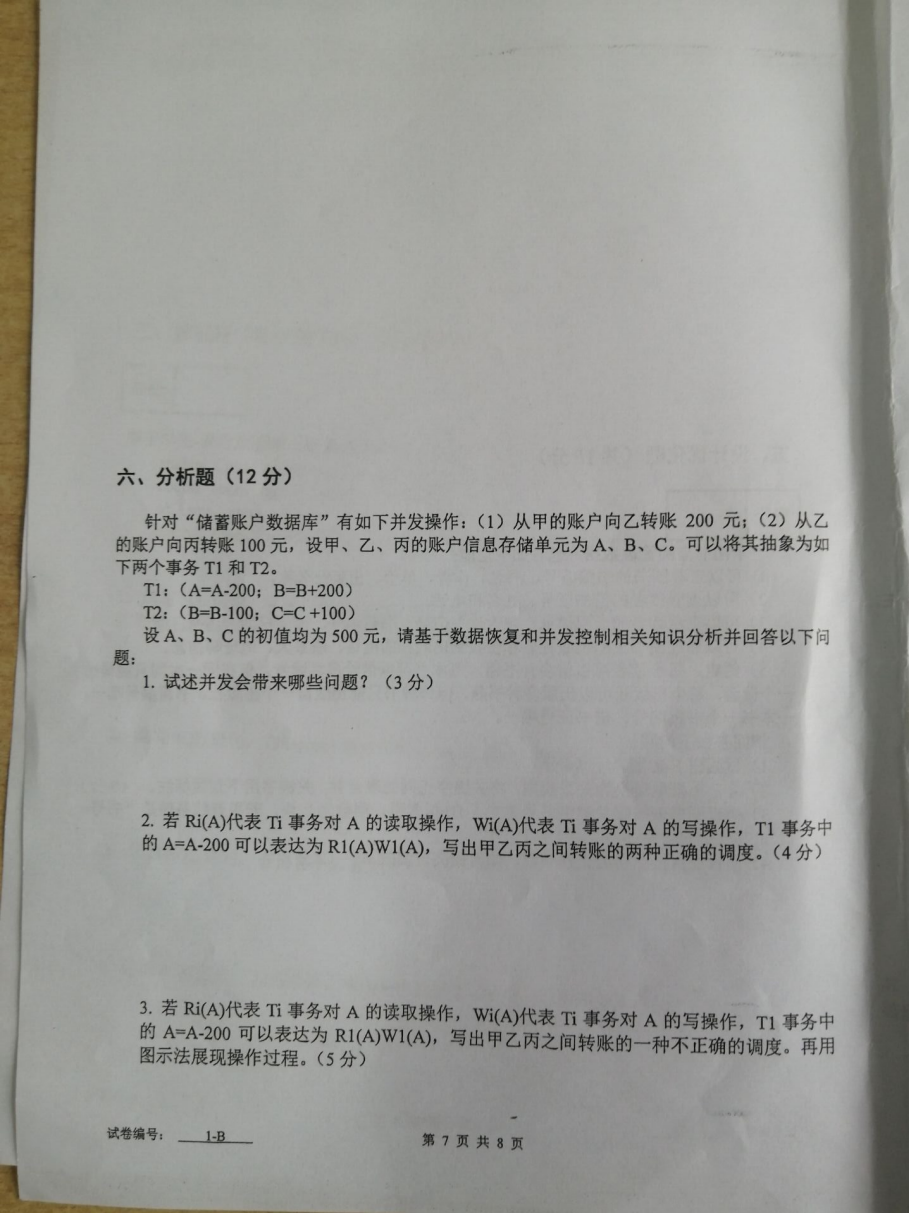 六、分析题（12 分）
针对“储蓄账户数据库”有如下并发操作：（1）从甲的账户向乙转账 200 元；（2）从乙
的账户向丙转账 100 元，设甲、乙、丙的账户信息存储单元为 A、B、C。可以将其抽象为如
下两个事务 T1 和 T2。
T1：（A=A-200；B=B+200）
T2：（B=B-100；C=C +100）
设 A、B、C 的初值均为 500 元，请基于数据恢复和并发控制相关知识分析并回答以下问
题：
1. 试述并发会带来哪些问题？（3 分）
2. 若 Ri(A)代表 Ti 事务对 A 的读取操作，Wi(A)代表 Ti 事务对 A 的写操作，T1 事务中
的 A=A-200 可以表达为 R1(A)W1(A)，写出甲乙丙之间转账的两种正确的调度。（4 分）
3. 若 Ri(A)代表 Ti 事务对 A 的读取操作，Wi(A)代表 Ti 事务对 A 的写操作，T1 事务中
的 A=A-200 可以表达为 R1(A)W1(A)，写出甲乙丙之间转账的一种不正确的调度。再用
图示法展现操作过程。（5 分）
试卷编号： 1-B
第 7 页 共 8 页